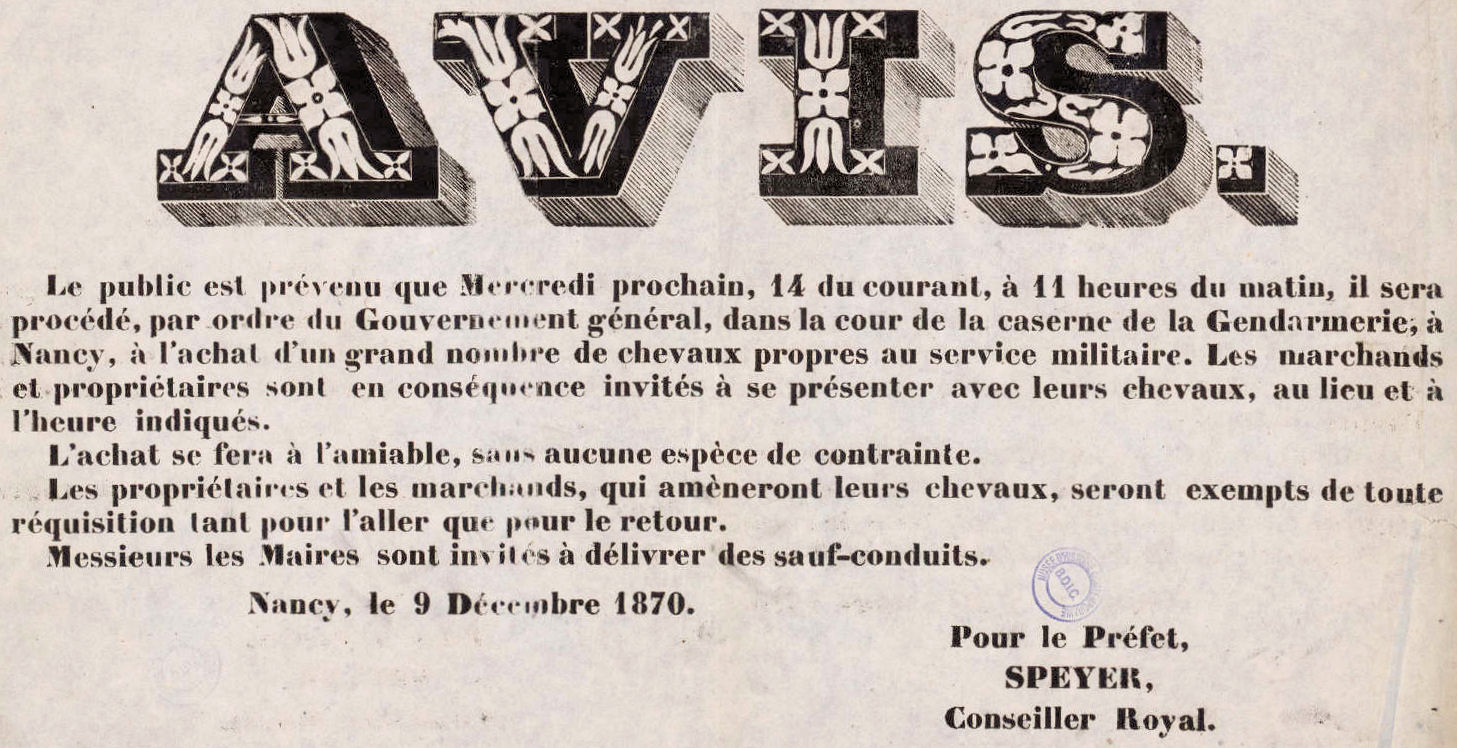 AVIS.
Le public est prévenu que Mercredi prochain, 14 du courant, à 11 heures du matin, il sera
procédé, par ordre du Gouvernement général, dans la cour de la caserne de la Gendarmerie, à
Nancy, à l'achat d'un grand nombre de chevaux propres au service militaire. Les marchands
et propriétaires sont en conséquence invités à se présenter avec leurs chevaux, au lieu et à
l'heure indiqués.
L'achat se fera à l'amiable, sans aucune espèce de contrainte.
Les propriétaires et les marchands, qui amèneront leurs chevaux, seront exempts de toute
réquisition tant pour l'aller que pour le retour.
Messieurs les Maires sont invités à délivrer des sauf-conduits.
Nancy, le 9 Décembre 1870.
B.D.I.C.
Pour le Préfet,
SPEYER,
Conseiller Royal.